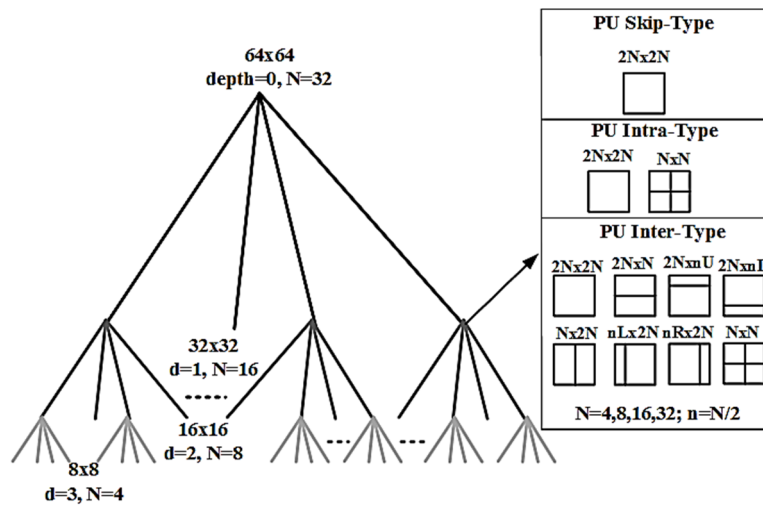 64x64
depth=0, N=32
32x32
d=1, N=16
16x16
d=2, N=8
8x8
d=3, N=4
PU Skip-Type
2Nx2N
PU Intra-Type
2Nx2N NxN
PU Inter-Type
2Nx2N 2NxN 2NxnU
Nx2N nLx2N nRx2N NxN
N=4,8,16,32; n=N/2